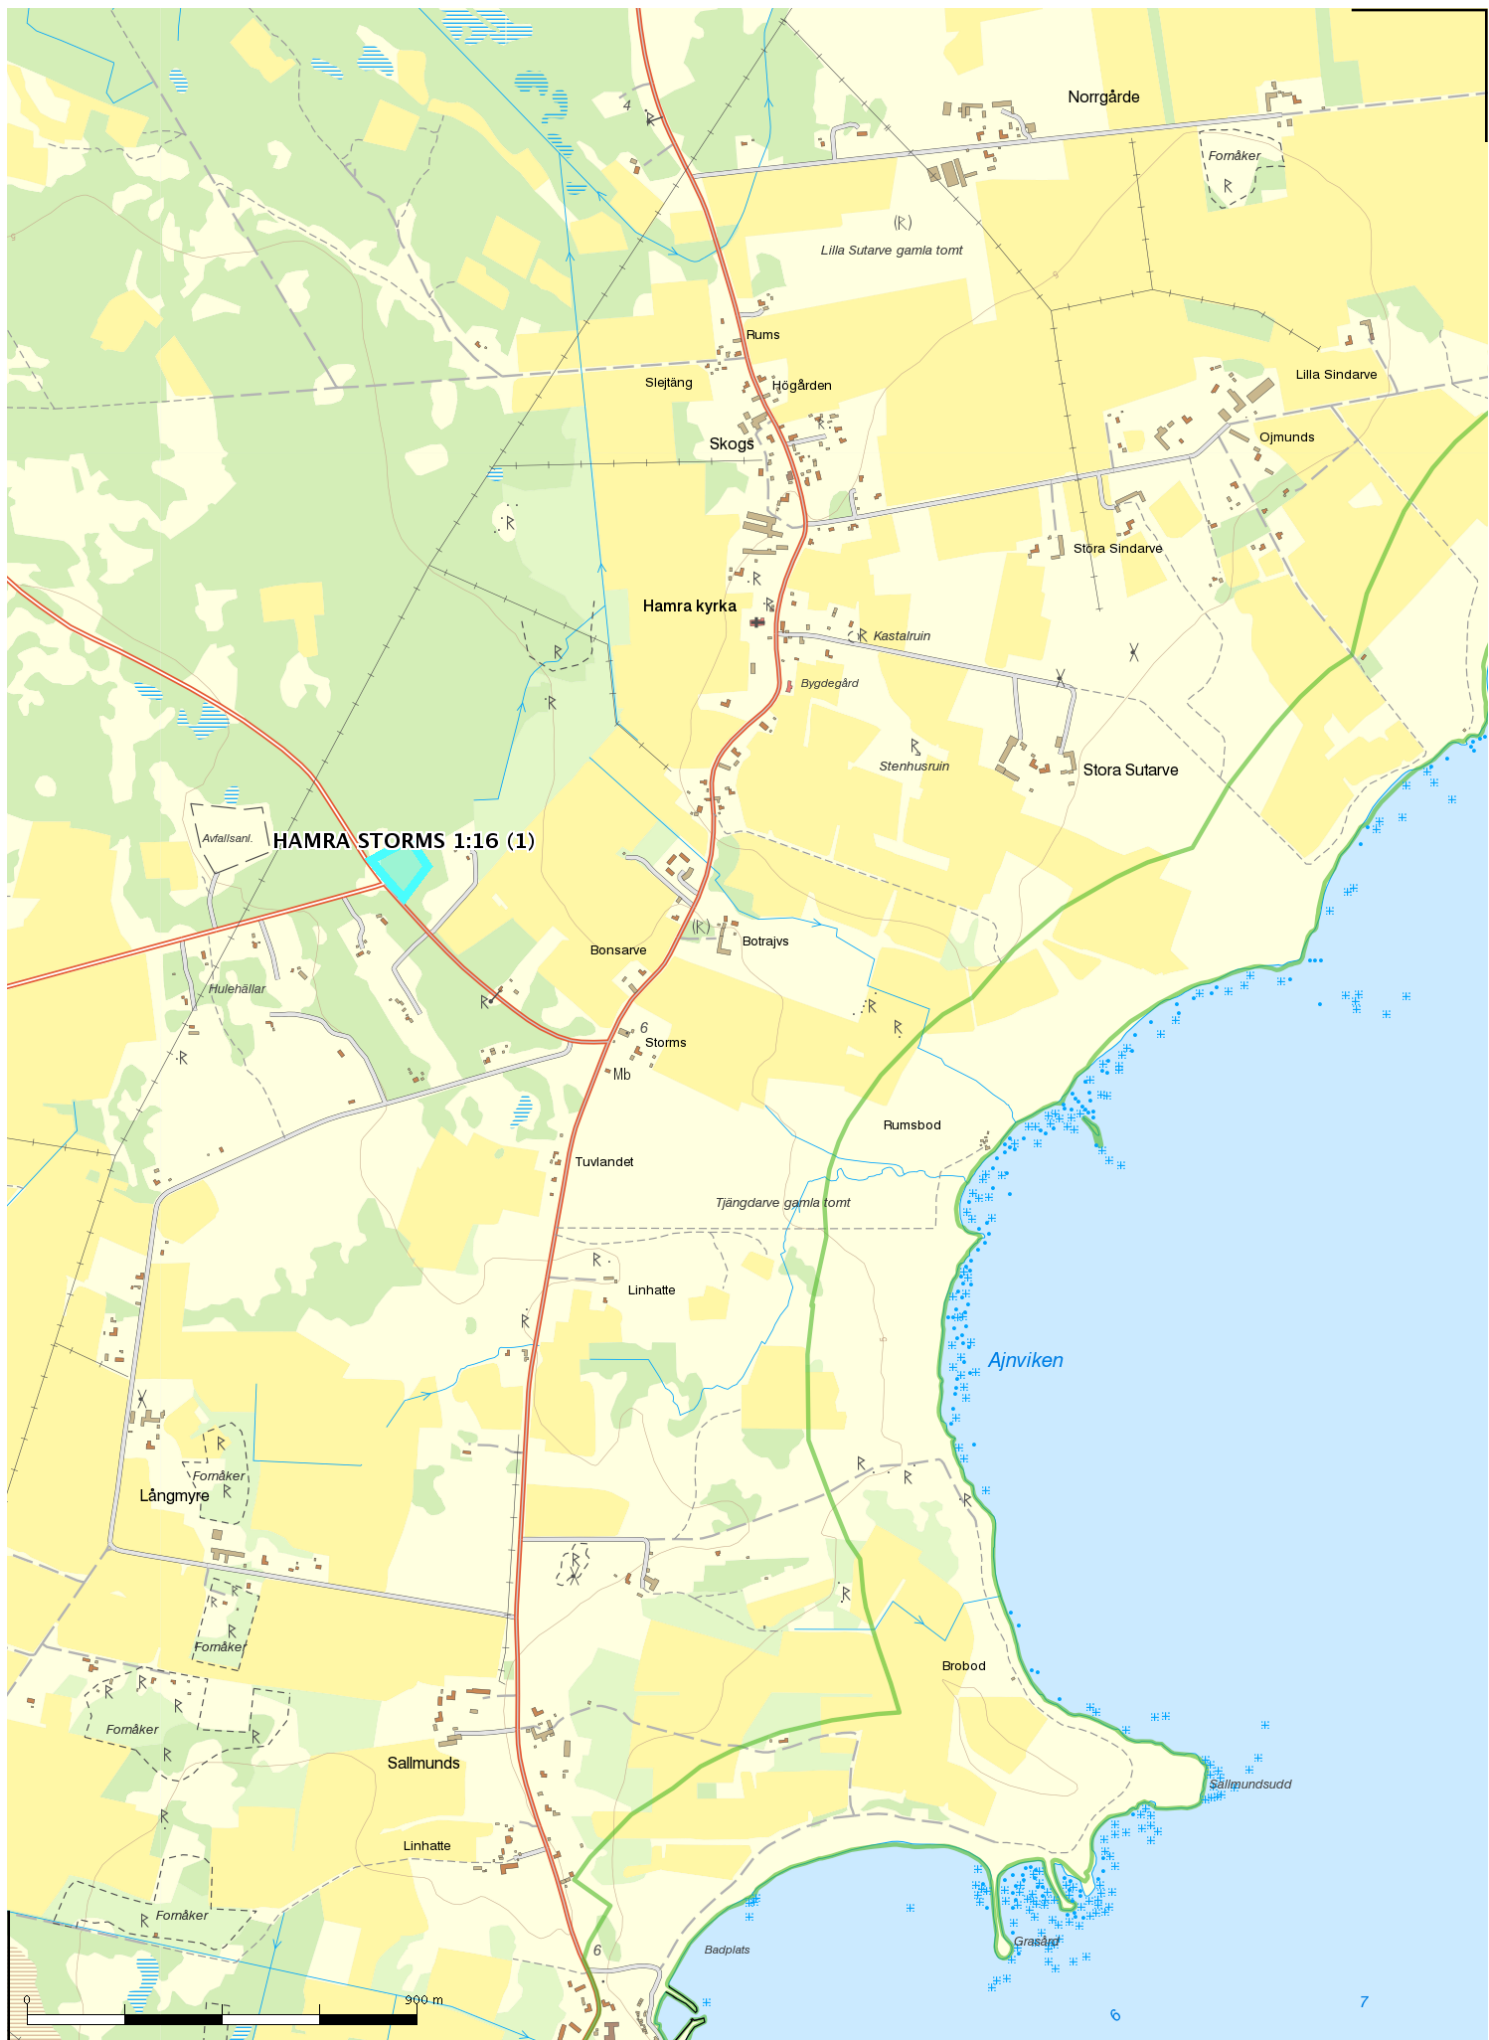 Norrgårde
4
Fornåker
R
R
(R)
Lilla Sutarve gamla tomt
9
9
Rums
Lilla Sindarve
Slejtäng
Högården
R
Skogs
Ojmunds
R
Stora Sindarve
R
Hamra kyrka
R
R
Kastalruin
R
Bygdegård
R
R
Stenhusruin
Stora Sutarve
Avfallsanl.
HAMRA STORMS 1:16 (1)
(R)
Botrajvs
Bonsarve
Hulehällar
R
R
R
6
Storms
R
Mb
Rumsbod
Tuvlandet
Tjängdarve gamla tomt
R
Linhatte
R
5
Ajnviken
R
R
R
Fornåker
R
R
Långmyre
R
R
R
R
R
Fornåker
Brobod
R
R
R
Fornåker
R
R
Sallmunds
Sallmundsudd
R
Linhatte
Fornåker
R
Grasård
Badplats
6
0
900 m
6
7